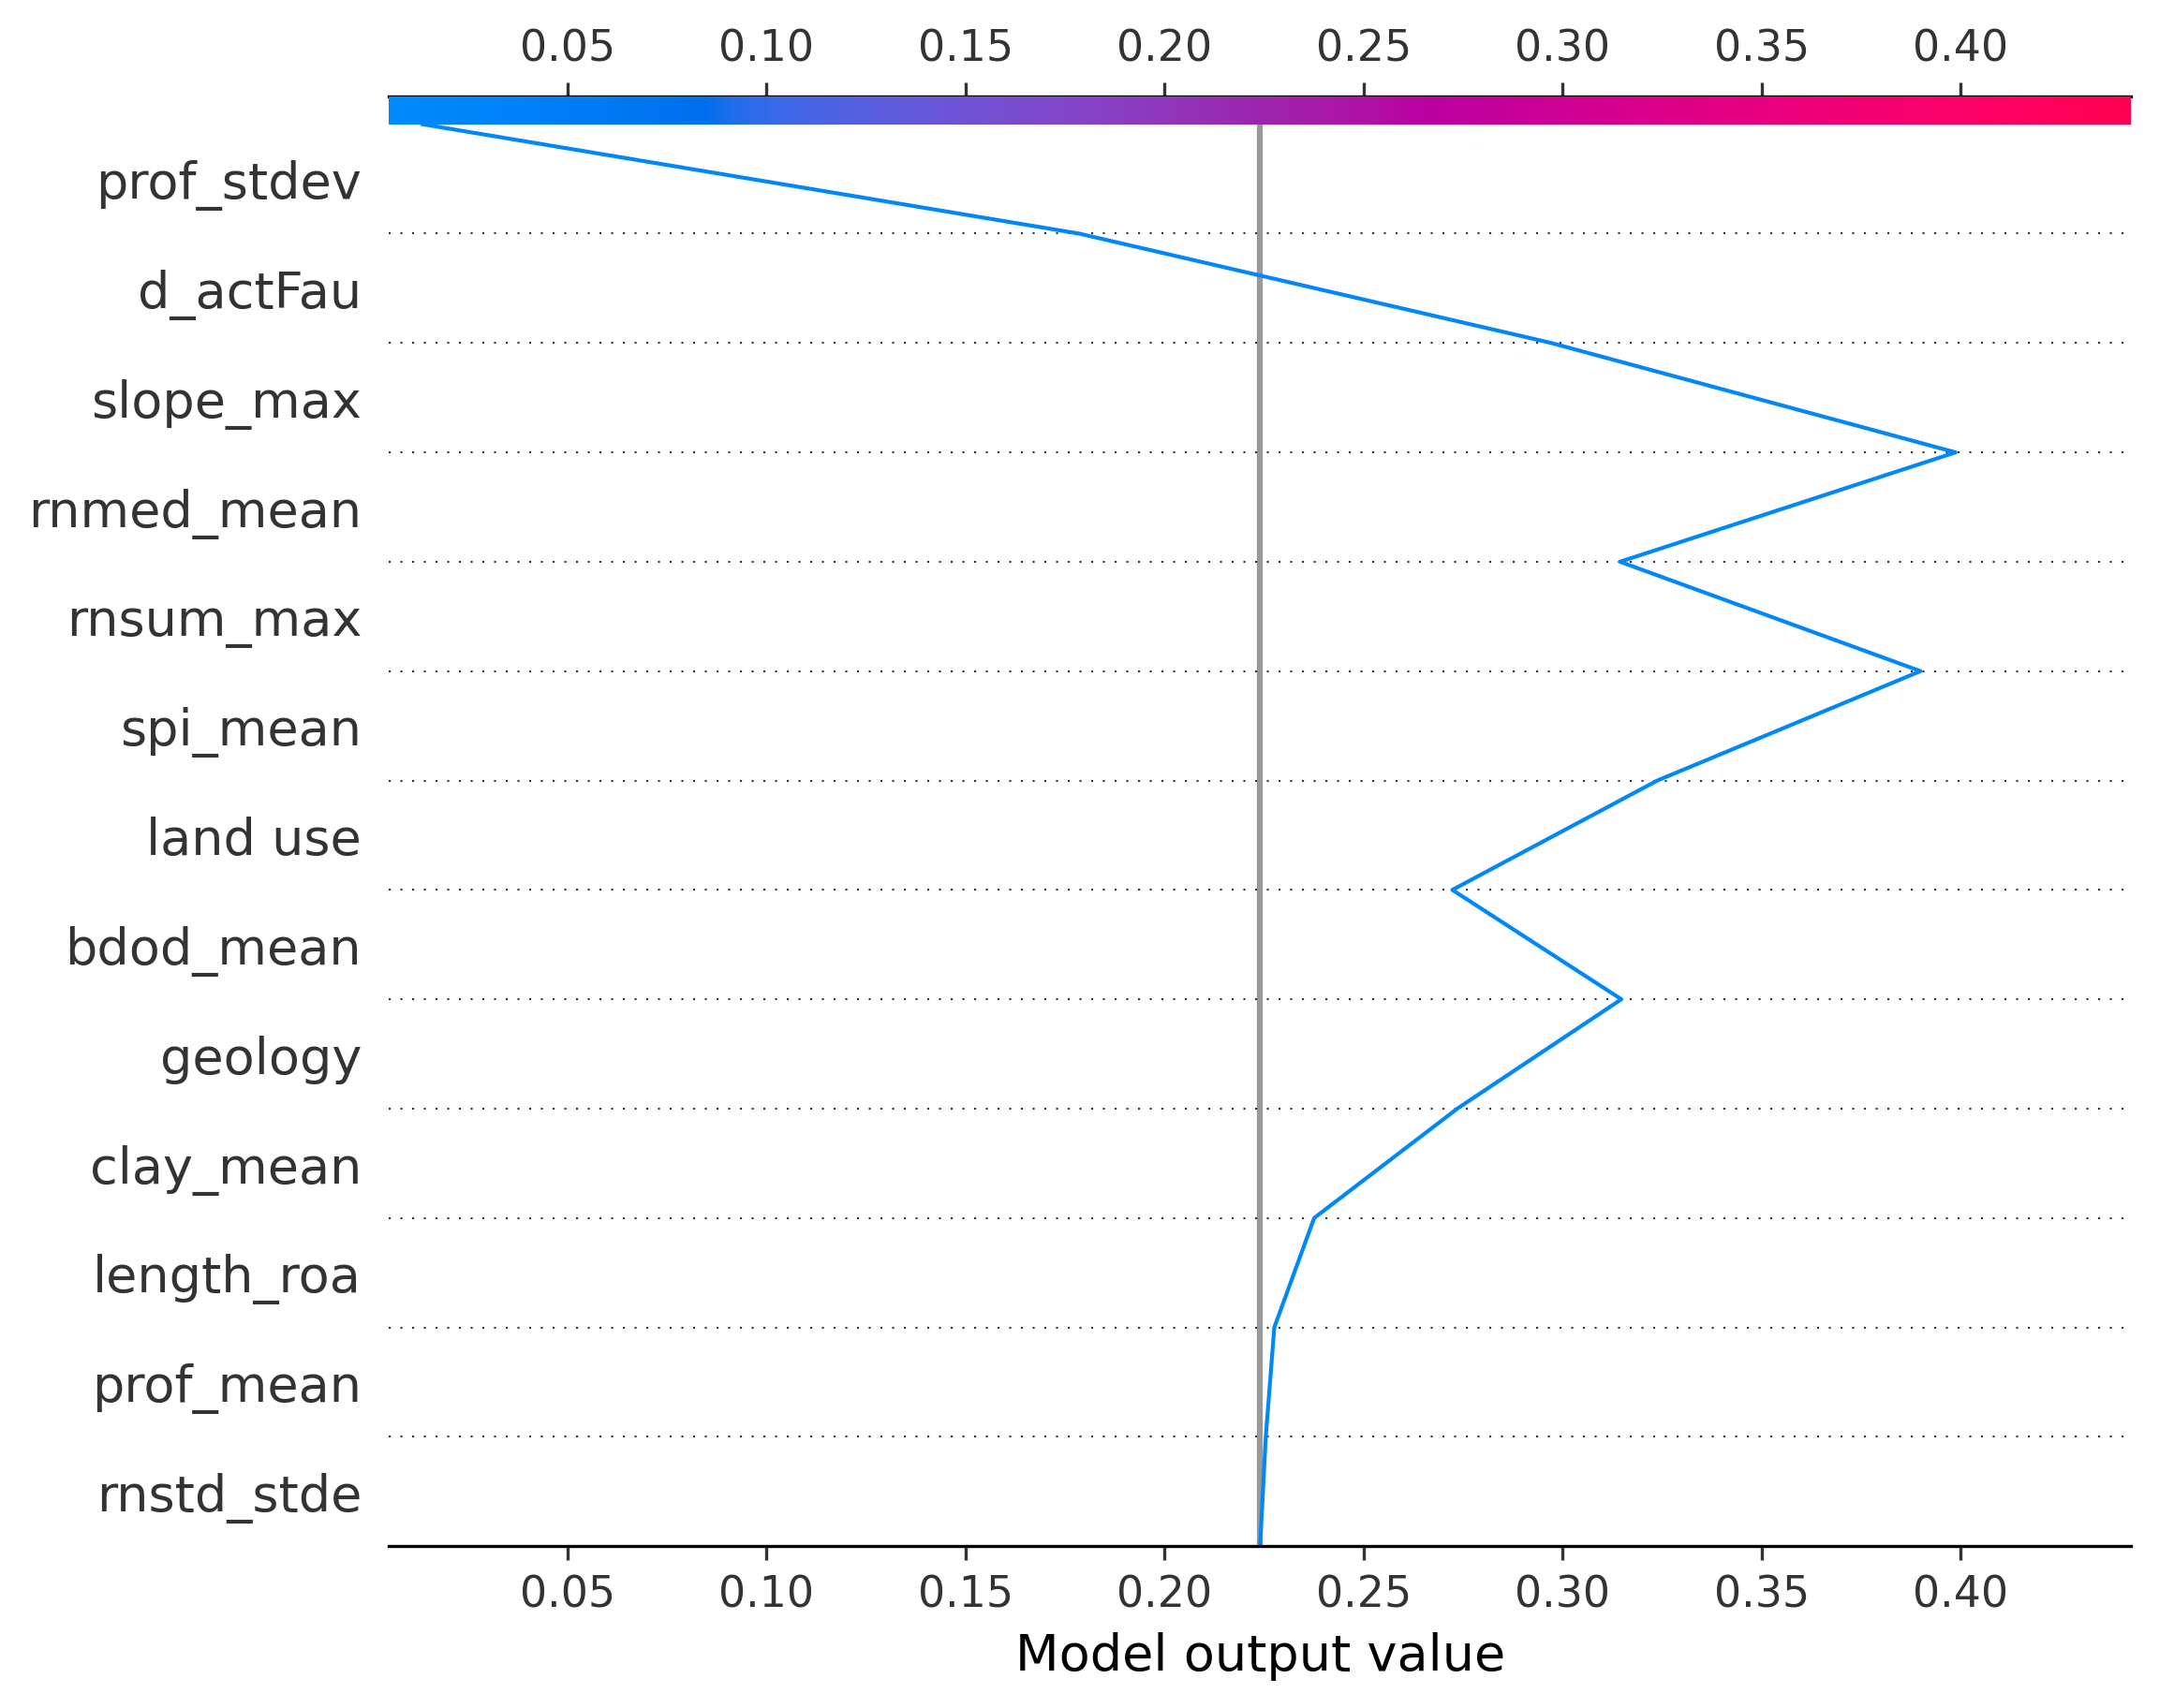 0.05 0.10 0.15 0.20 0.25 0.30 0.35 0.40
prof_stdev
d_actFau
slope_max
rnmed_mean
rnsum_max
spi_mean
land use
bdod_mean
geology
clay_mean
length_roa
prof_mean
rnstd_stde
0.05 0.10 0.15 0.20 0.25 0.30 0.35 0.40
Model output value